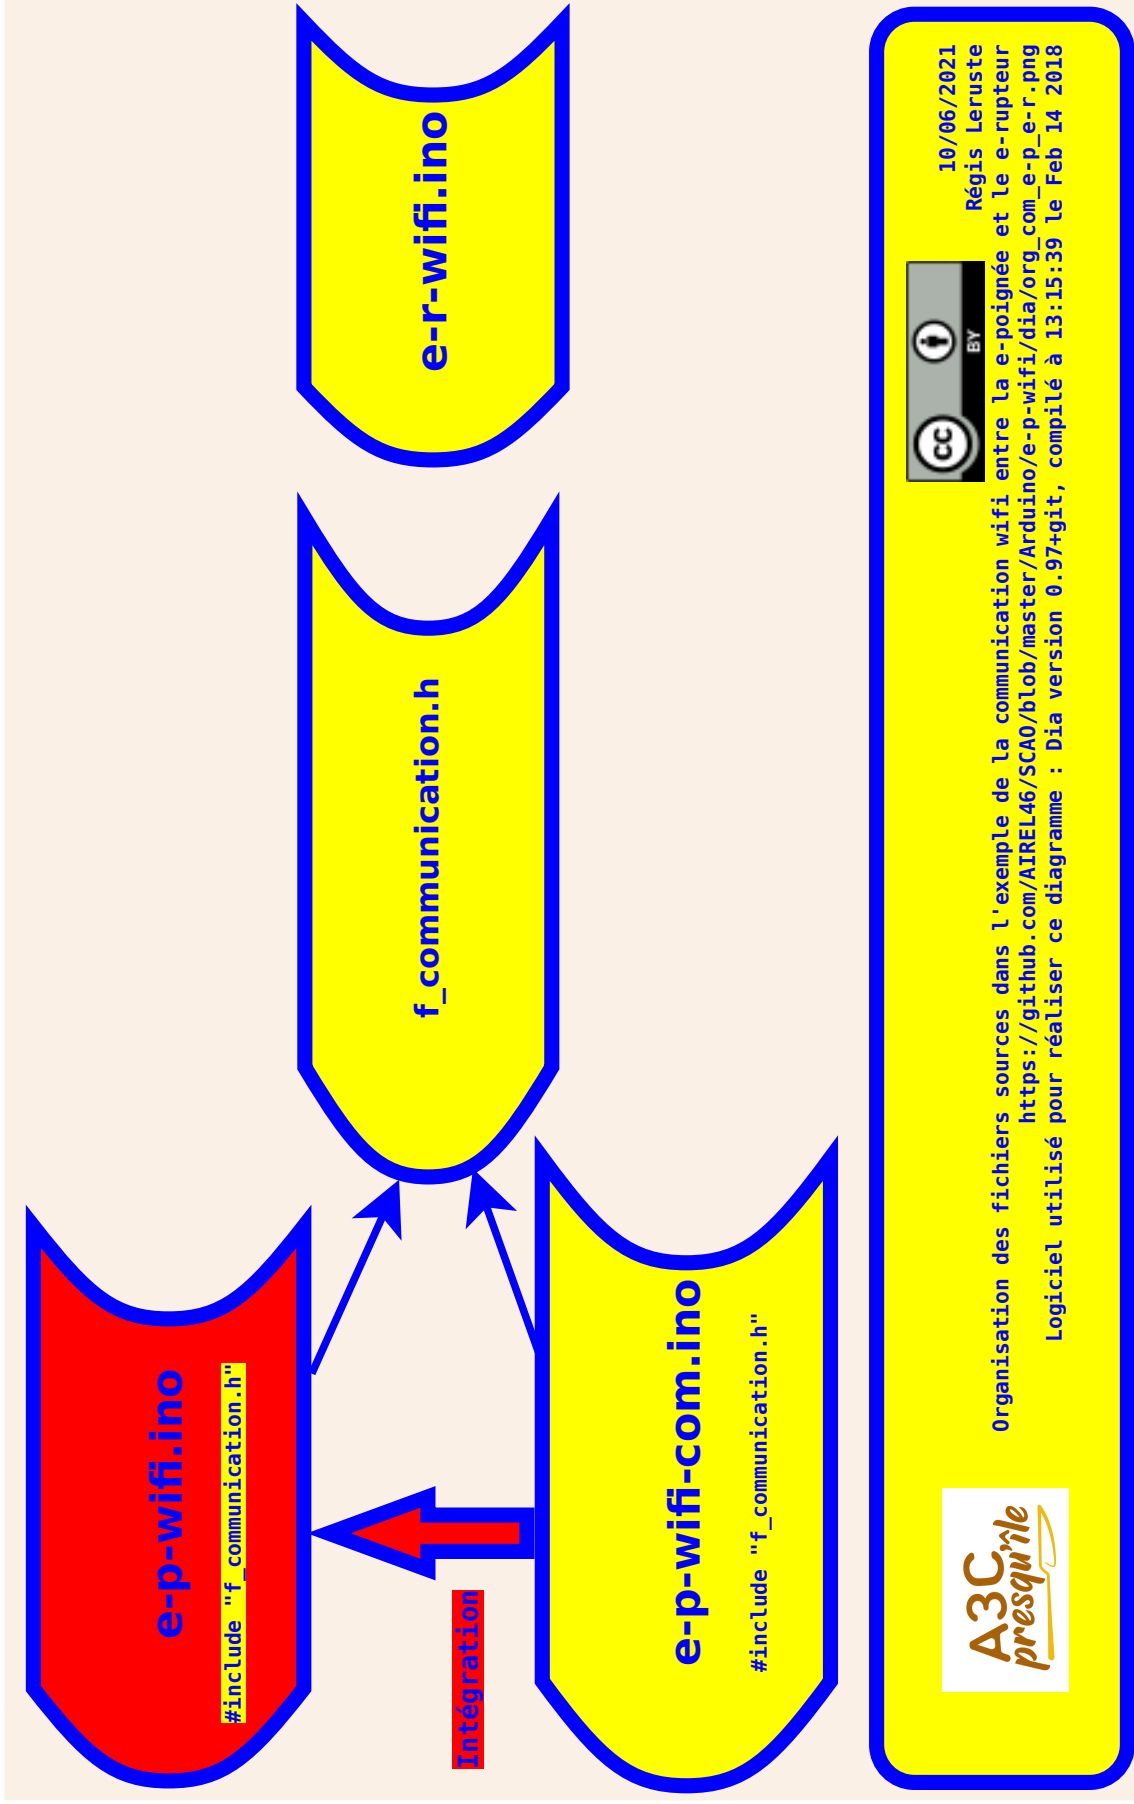 e-p-wifi.ino
#include "f_communication.h"
Intégration
f_communication.h
e-r-wifi.ino
e-p-wifi-com.ino
#include "f_communication.h"
10/06/2021
Régis Leruste
cc
BY
Organisation des fichiers sources dans l'exemple de la communication wifi entre la e-poignée et le e-rupteur
https://github.com/AIREL46/SCAO/blob/master/Arduino/e-p-wifi/dia/org_com_e-p_e-r.png
Logiciel utilisé pour réaliser ce diagramme : Dia version 0.97+git, compilé à 13:15:39 le Feb 14 2018
A3C
presqu'île